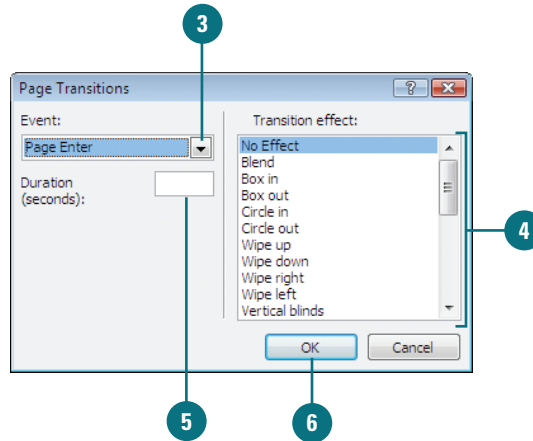 3
Page Transitions
Event:
Page Enter
Duration
(seconds):
Transition effect:
No Effect
Blend
Box in
Box out
Circle in
Circle out
Wipe up
Wipe down
Wipe right
Wipe left
Vertical blinds
4
OK
Cancel
5
6